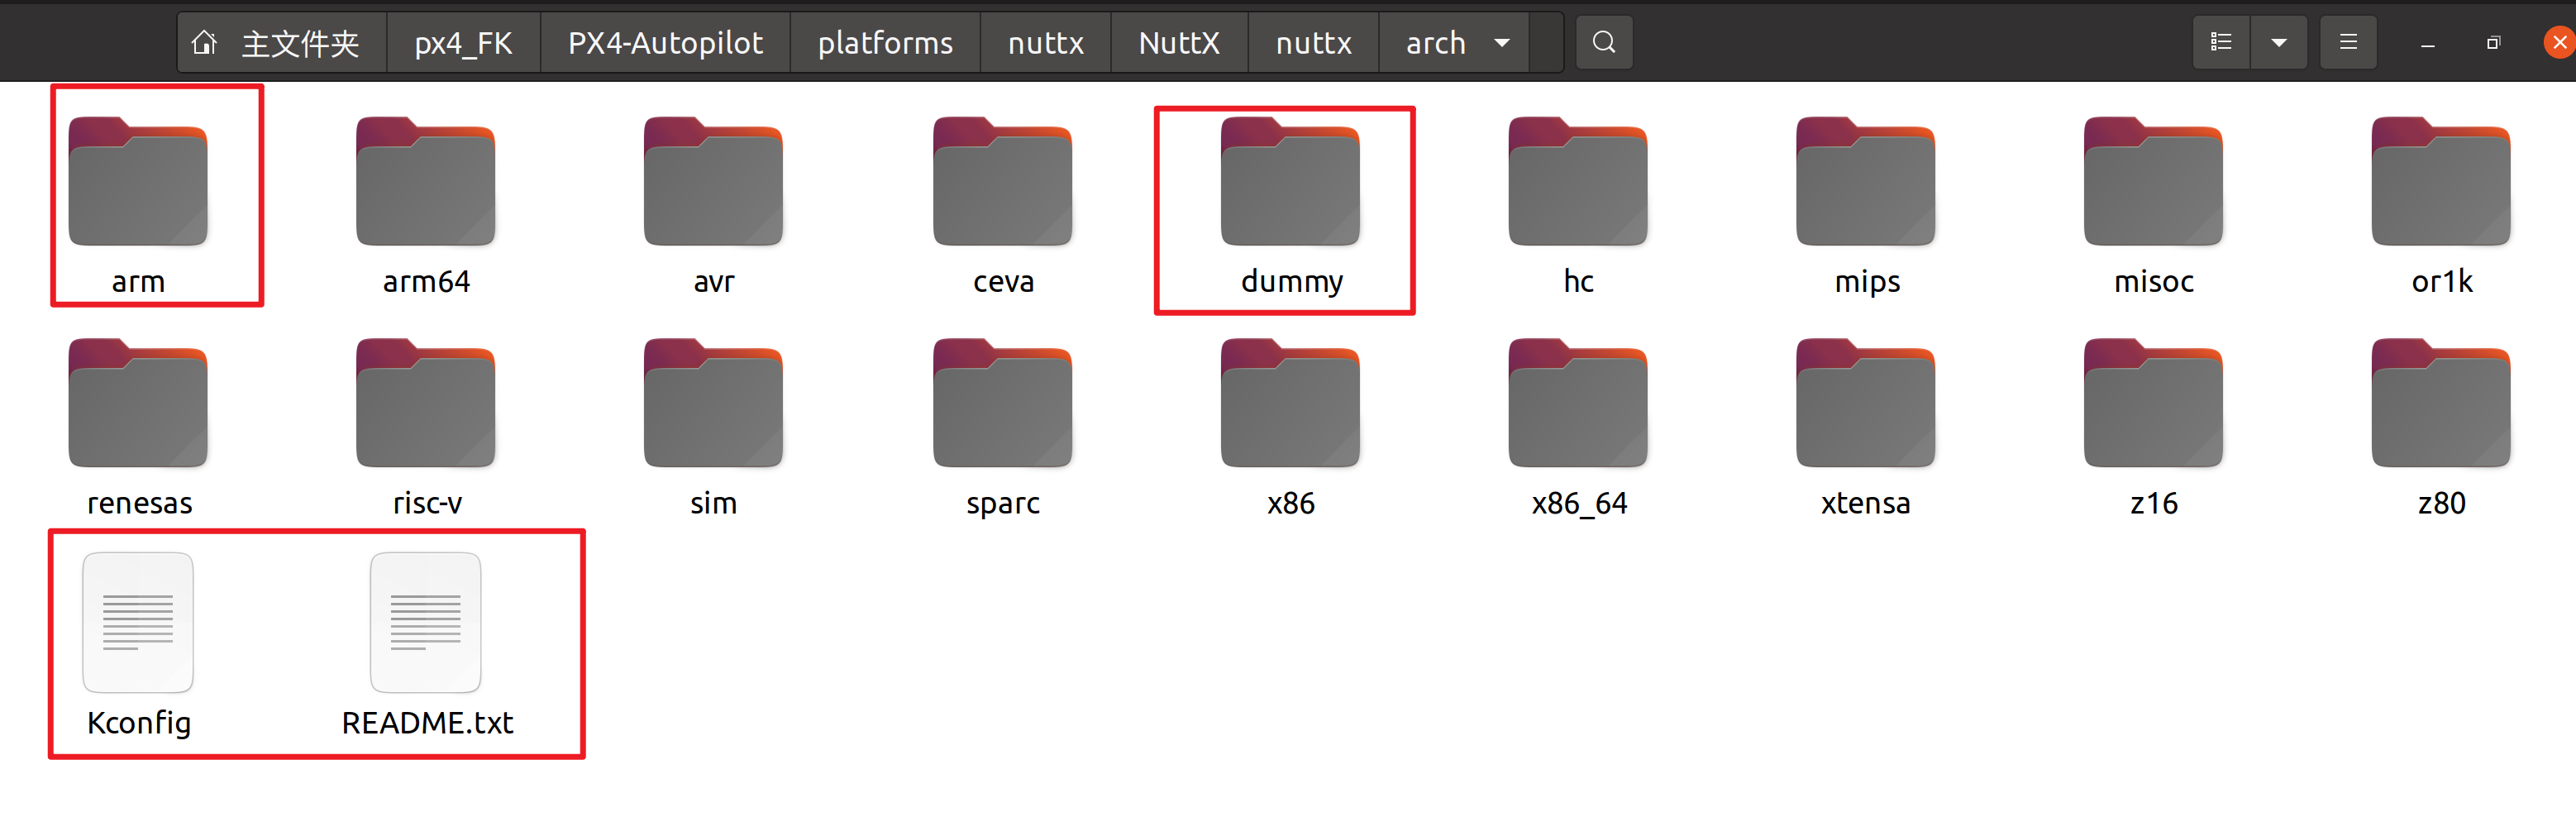 主文件夹 px4_FK PX4-Autopilot platforms nuttx NuttX nuttx arch
arm arm64 avr ceva dummy hc mips misoc or1k
renesas risc-v sim sparc x86 x86_64 xtensa z16 z80
Kconfig README.txt